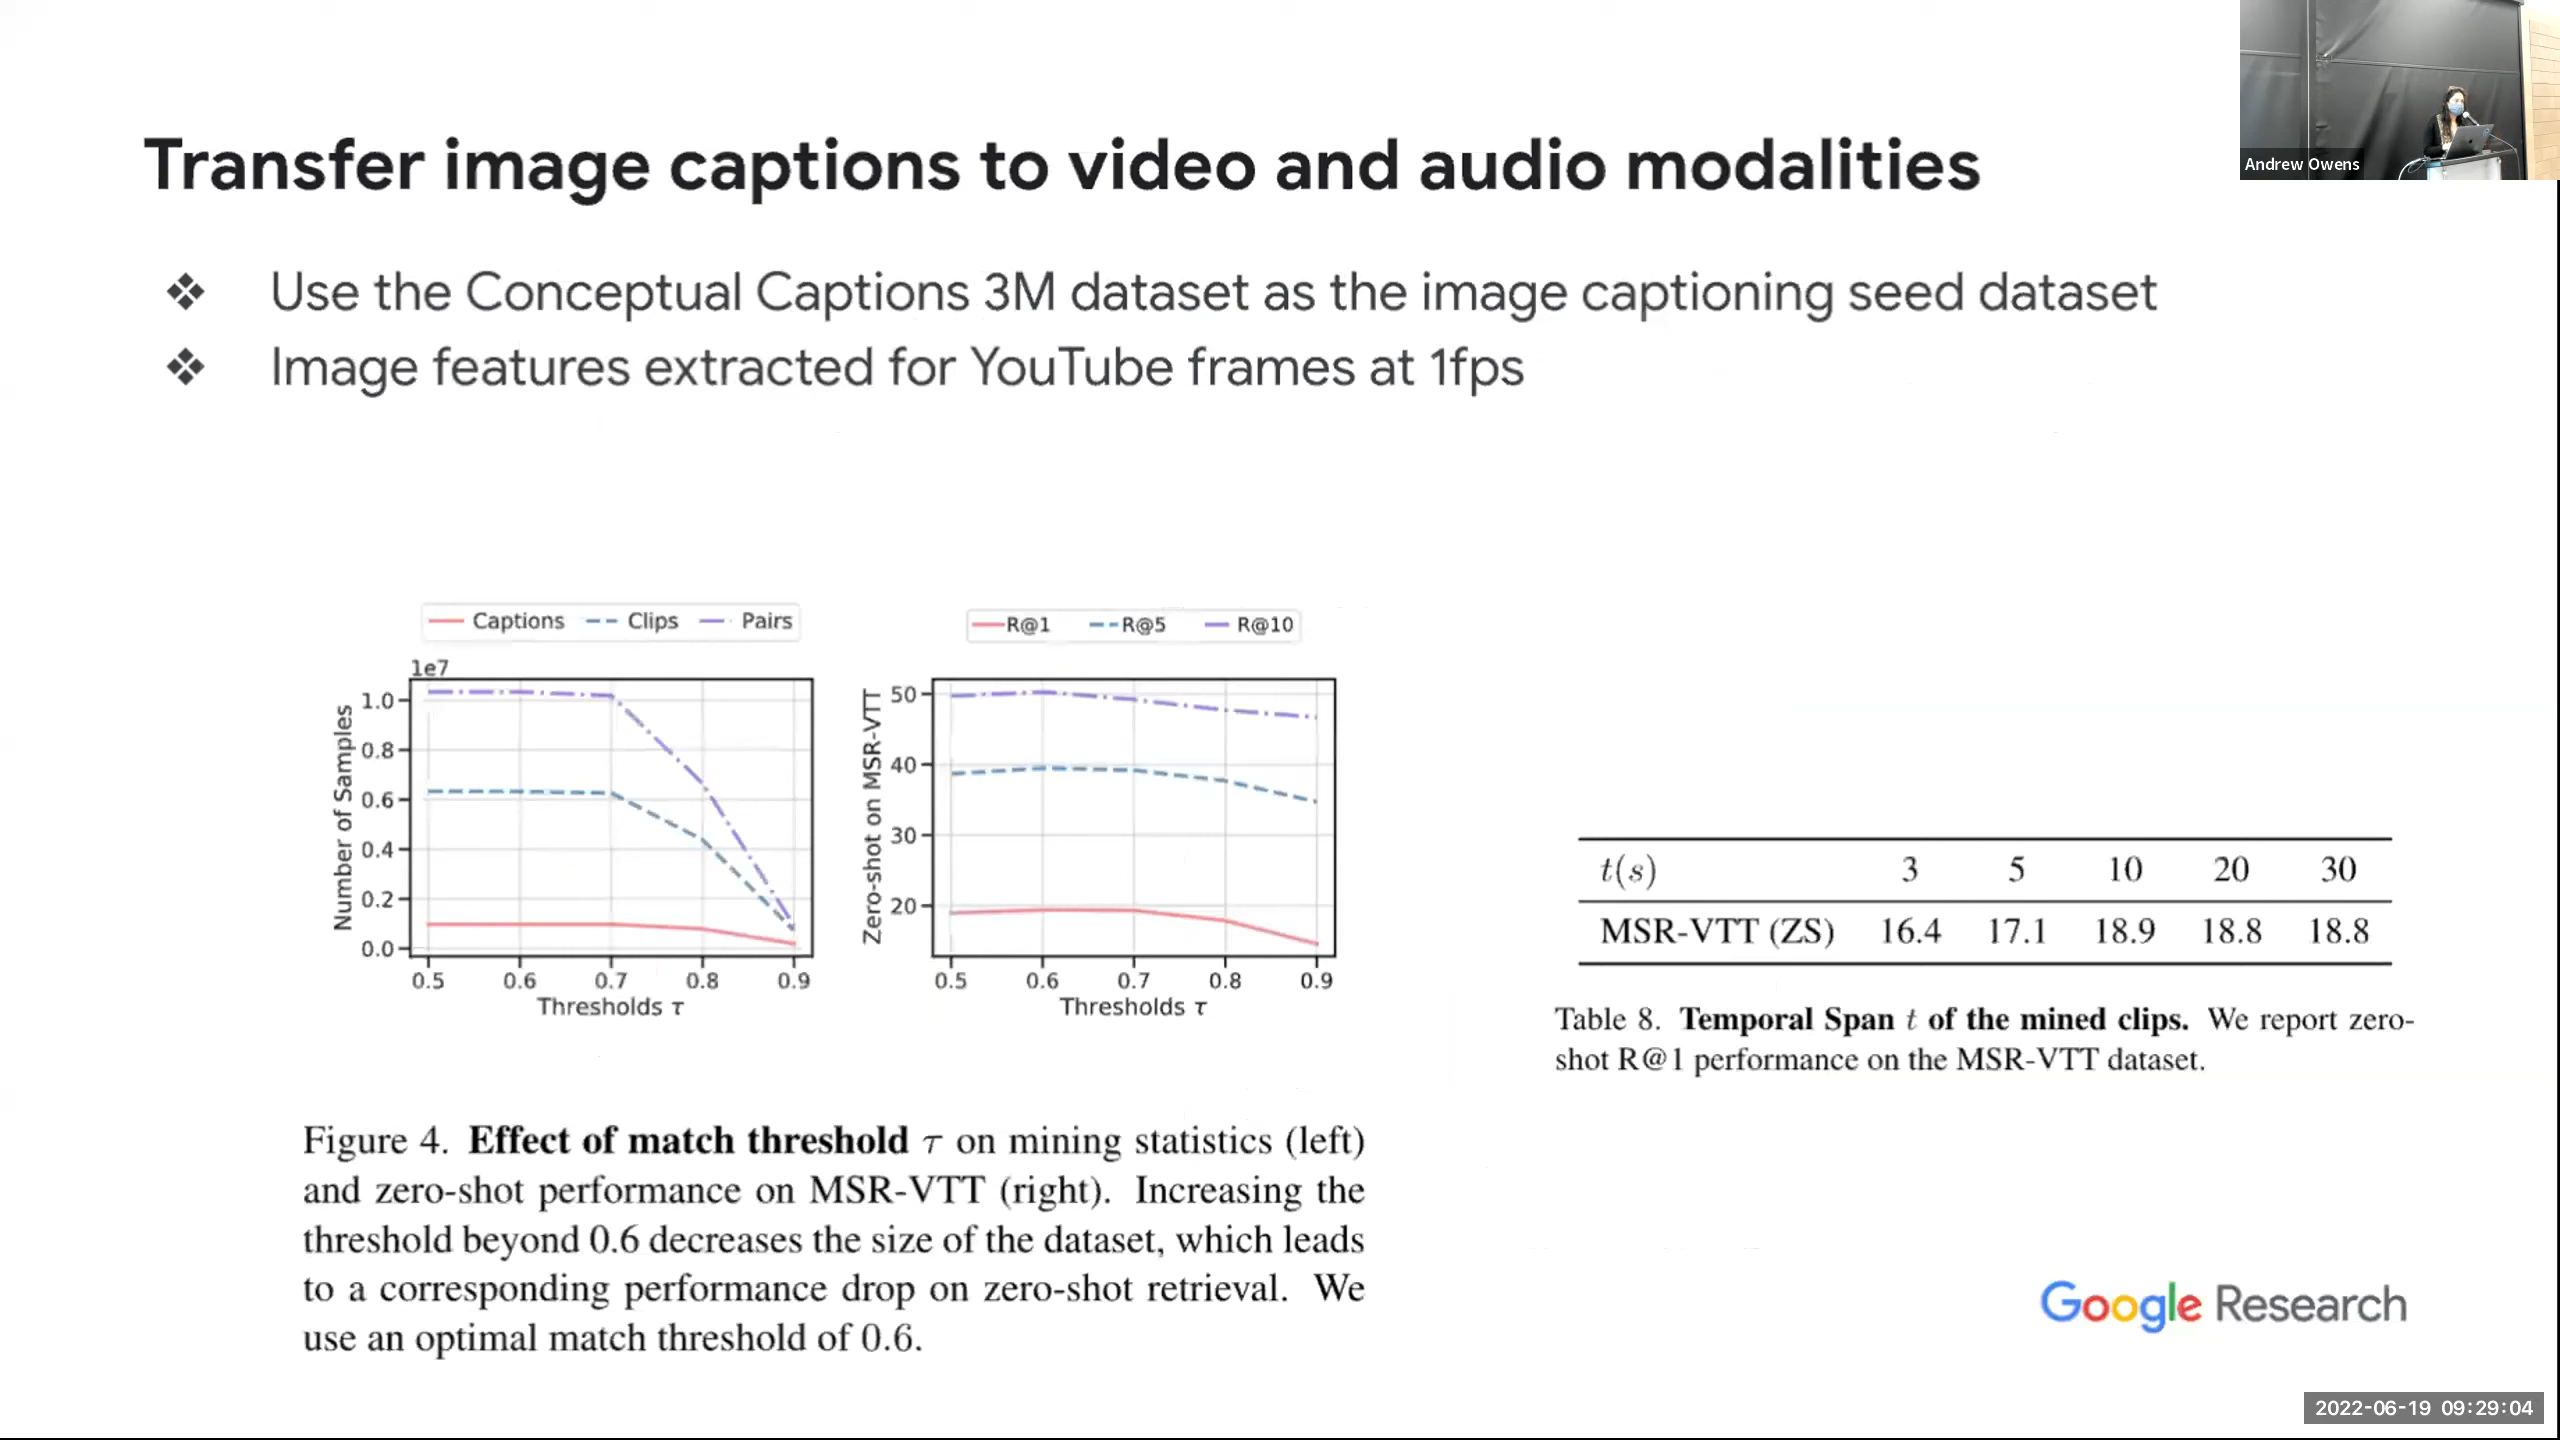 Andrew Owens
Transfer image captions to video and audio modalities
❖ Use the Conceptual Captions 3M dataset as the image captioning seed dataset
❖ Image features extracted for YouTube frames at 1fps
Captions Clips Pairs
1e7
Number of Samples
1.0
0.8
0.6
0.4
0.2
0.0
0.5 0.6 0.7 0.8 0.9
Thresholds τ
R@1 R@5 R@10
Zero-shot on MSR-VTT
50
40
30
20
0.5 0.6 0.7 0.8 0.9
Thresholds τ
Figure 4. Effect of match threshold τ on mining statistics (left)
and zero-shot performance on MSR-VTT (right). Increasing the
threshold beyond 0.6 decreases the size of the dataset, which leads
to a corresponding performance drop on zero-shot retrieval. We
use an optimal match threshold of 0.6.
t(s) 3 5 10 20 30
MSR-VTT (ZS) 16.4 17.1 18.9 18.8 18.8
Table 8. Temporal Span t of the mined clips. We report zero-
shot R@1 performance on the MSR-VTT dataset.
Google Research
2022-06-19 09:29:04